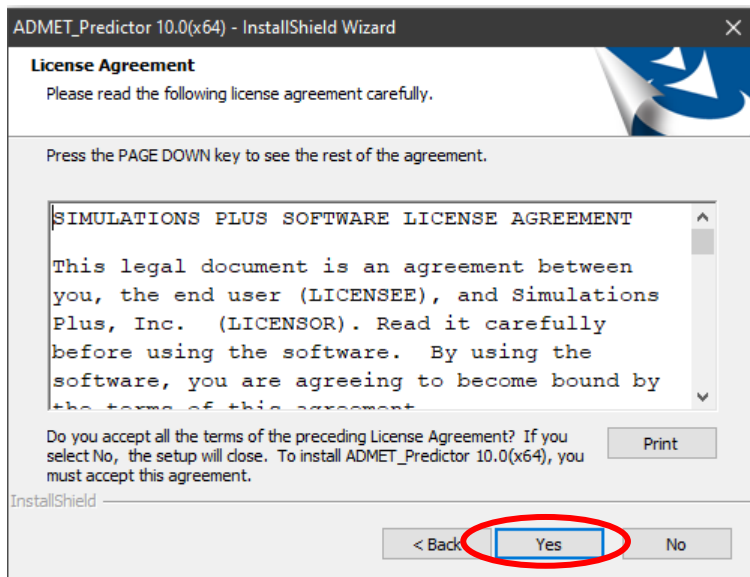 ADMET_Predictor 10.0(x64) - InstallShield Wizard
License Agreement
Please read the following license agreement carefully.
Press the PAGE DOWN key to see the rest of the agreement.
SIMULATIONS PLUS SOFTWARE LICENSE AGREEMENT
This legal document is an agreement between
you, the end user (LICENSEE), and Simulations
Plus, Inc.  (LICENSOR). Read it carefully
before using the software.  By using the
software, you are agreeing to become bound by
the terms of this agreement
Do you accept all the terms of the preceding License Agreement? If you
select No,  the setup will close.  To install ADMET_Predictor 10.0(x64), you
must accept this agreement.
Print
InstallShield
< Back
Yes
No